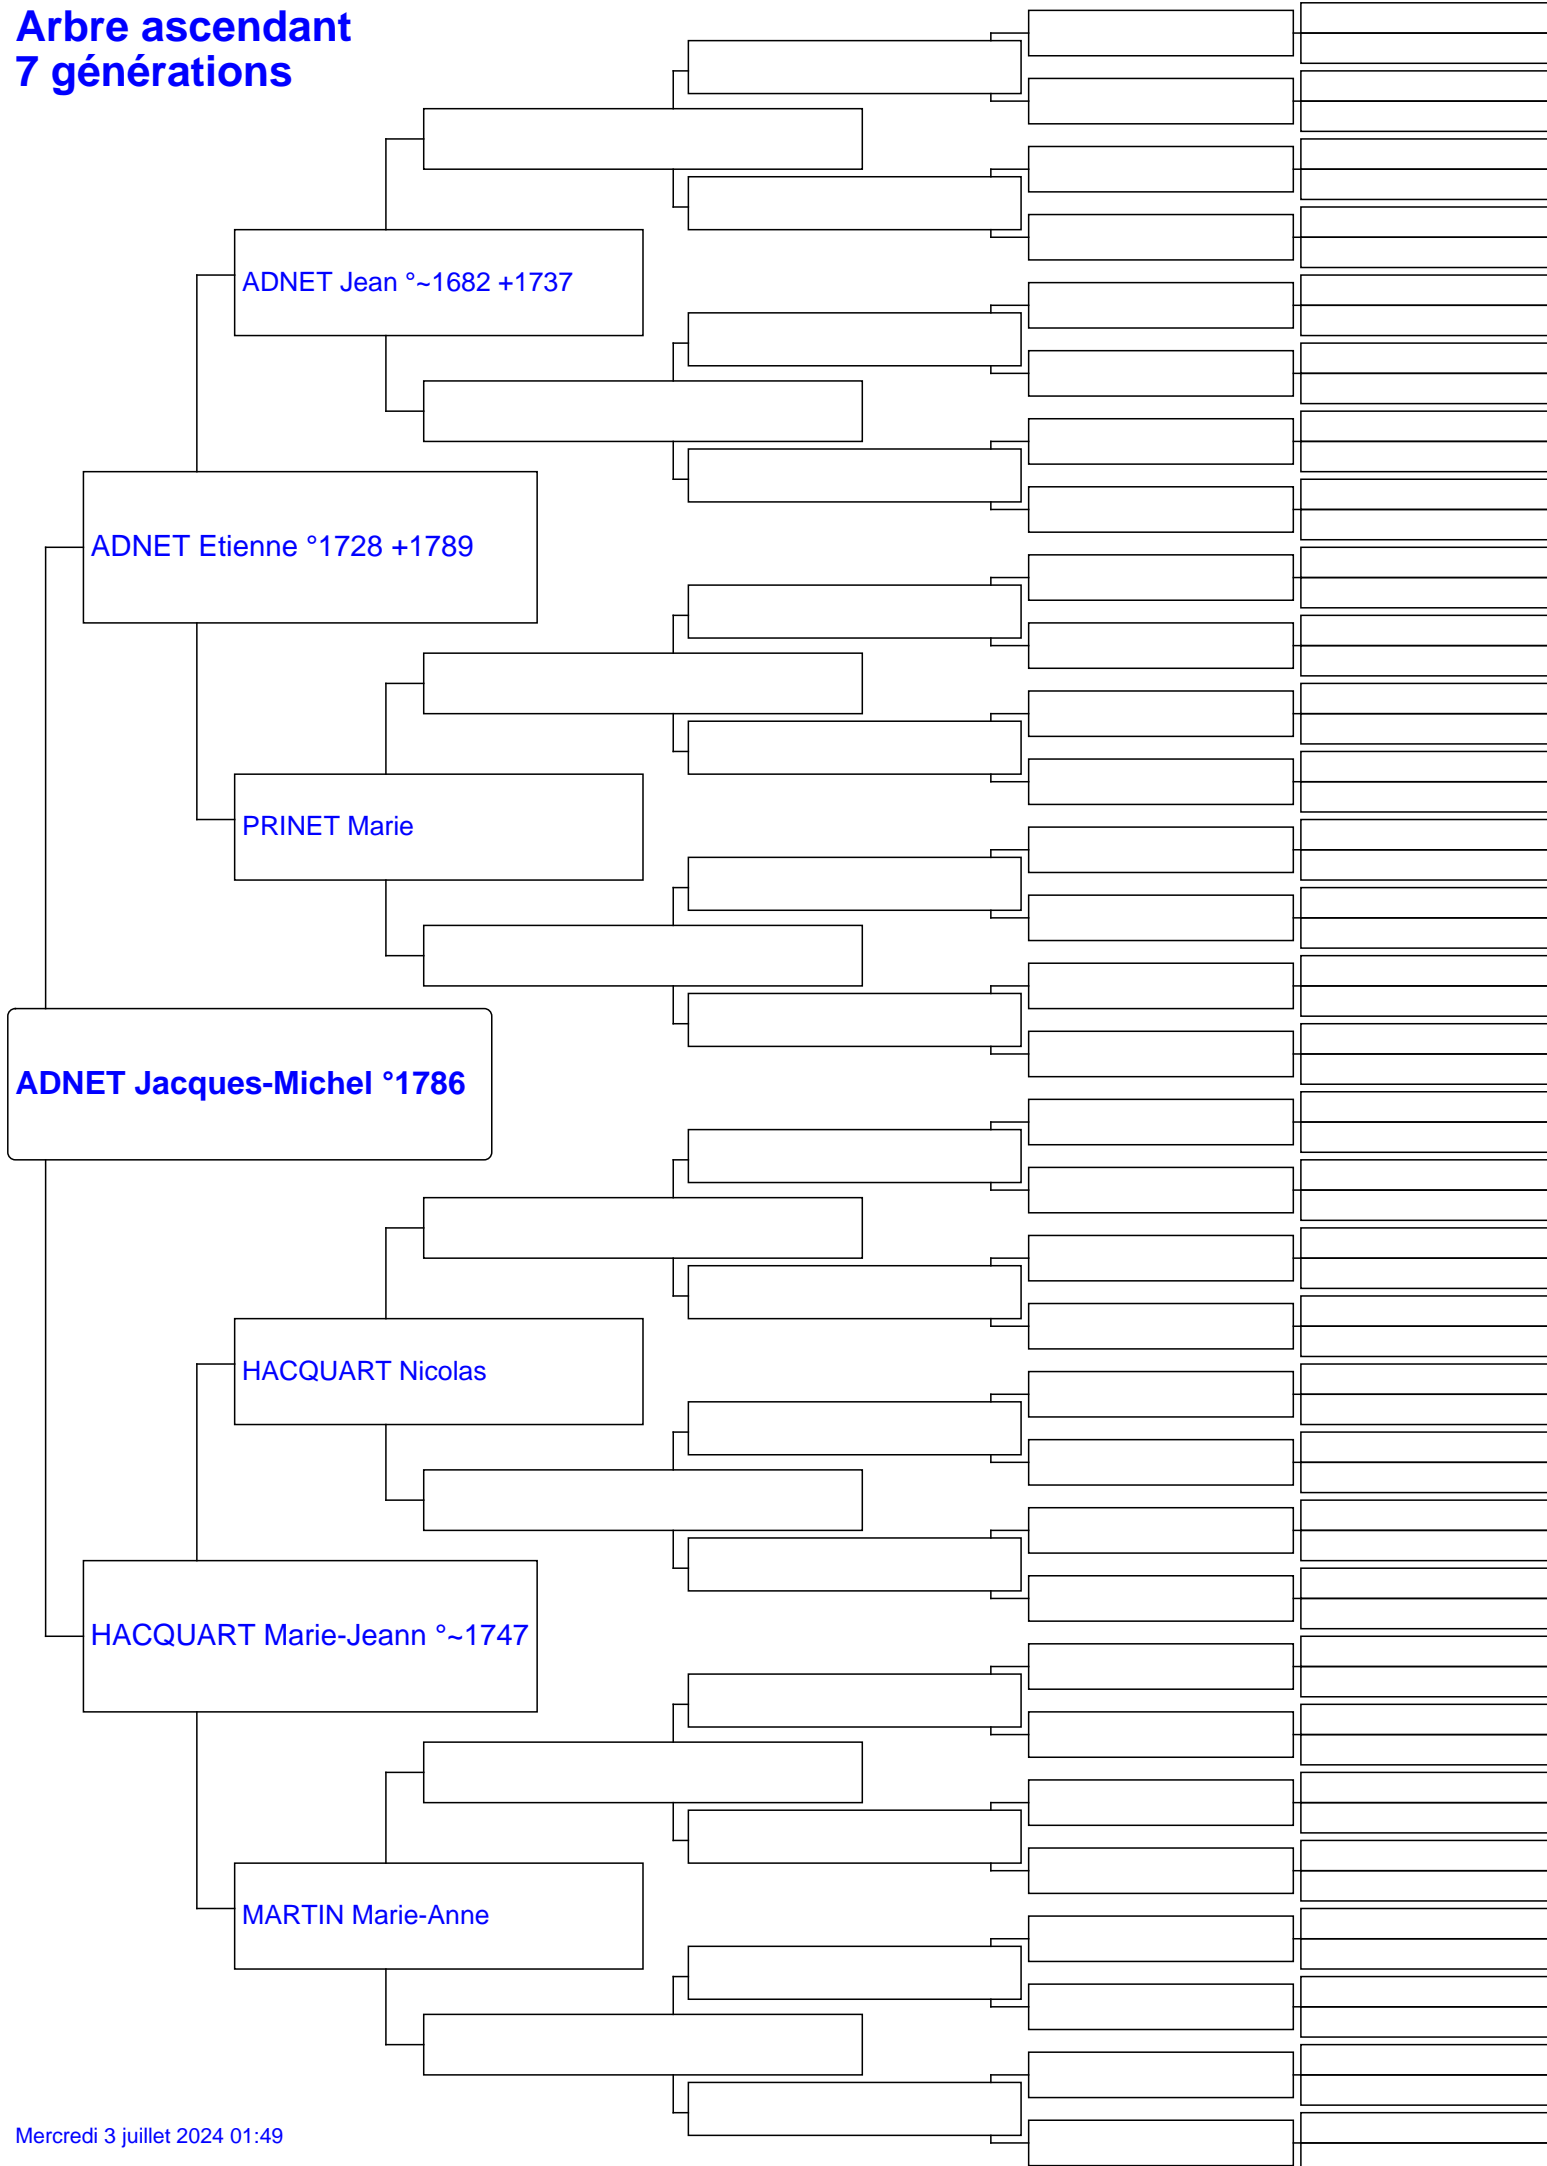 Arbre ascendant
7 générations
ADNET Jean °~1682 +1737
ADNET Etienne °1728 +1789
PRINET Marie
ADNET Jacques-Michel °1786
HACQUART Nicolas
HACQUART Marie-Jeann °~1747
MARTIN Marie-Anne
Mercredi 3 juillet 2024 01:49